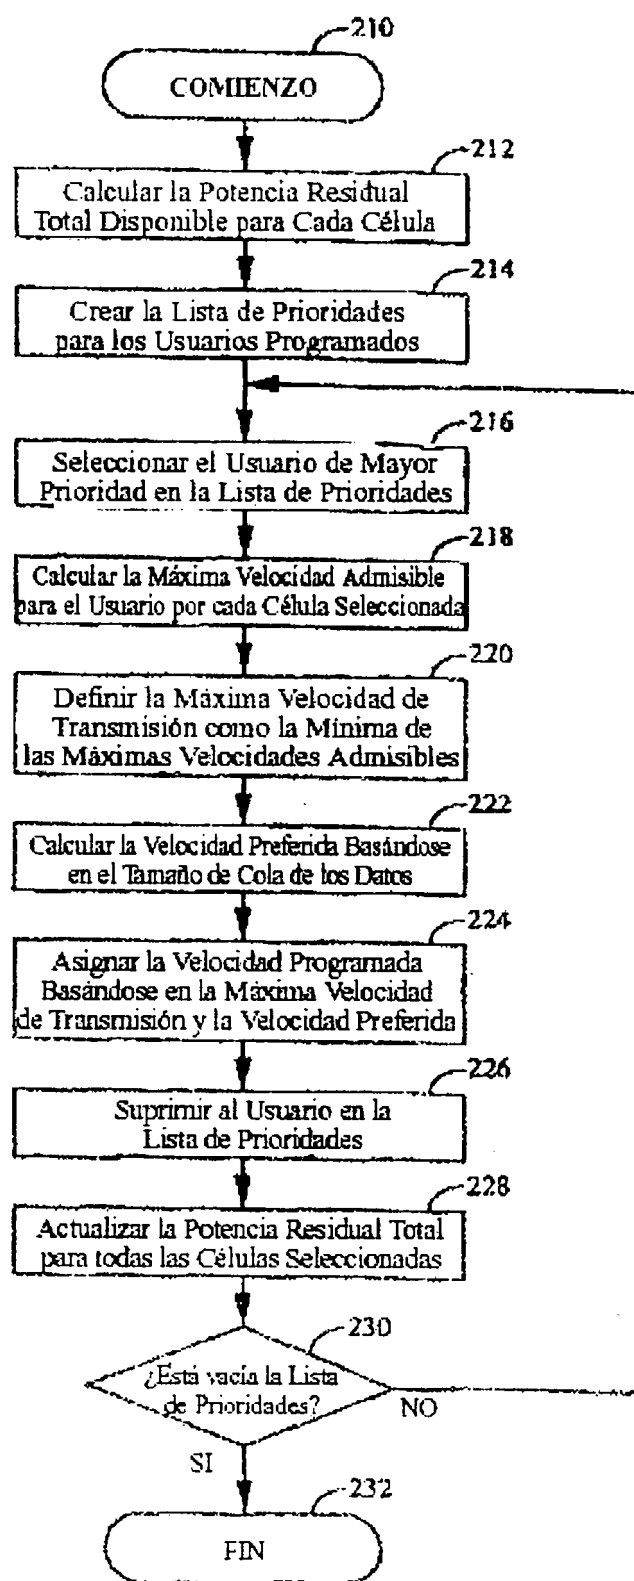 210
COMIENZO
212
Calcular la Potencia Residual
Total Disponible para Cada Célula
214
Crear la Lista de Prioridades
para los Usuarios Programados
216
Seleccionar el Usuario de Mayor
Prioridad en la Lista de Prioridades
218
Calcular la Máxima Velocidad Admisible
para el Usuario por cada Célula Seleccionada
220
Definir la Máxima Velocidad de
Transmisión como la Mínima de
las Máximas Velocidades Admisibles
222
Calcular la Velocidad Preferida Basándose
en el Tamaño de Cola de los Datos
224
Asignar la Velocidad Programada
Basándose en la Máxima Velocidad
de Transmisión y la Velocidad Preferida
226
Suprimir al Usuario en la
Lista de Prioridades
228
Actualizar la Potencia Residual Total
para todas las Células Seleccionadas
230
¿Está vacía la Lista
de Prioridades?
NO
SI
232
FIN